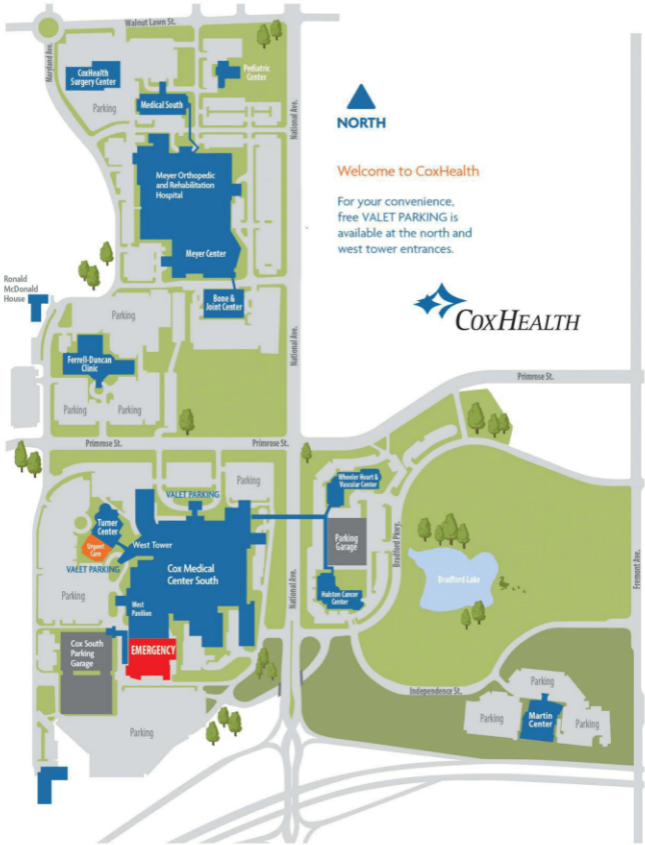 Walnut Lawn St.
Maryland Ave.
CoxHealth
Surgery Center
Pediatric
Center
Parking
Medical South
National Ave.
NORTH
Meyer Orthopedic
and Rehabilitation
Hospital
Welcome to CoxHealth
For your convenience,
free VALET PARKING is
available at the north and
west tower entrances.
Meyer Center
Ronald
McDonald
House
Bone &
Joint Center
Parking
COXHEALTH
National Ave.
Ferrell-Duncan
Clinic
Primrose St.
Parking
Parking
Primrose St.
Primrose St.
Parking
Wheeler Heart &
Vascular Center
VALET PARKING
Turner
Center
Urgent
Care
West Tower
Parking
Garage
Bradford Pkwy.
VALET PARKING
Cox Medical
Center South
Bradford Lake
Fremont Ave.
Parking
National Ave.
Hulston Cancer
Center
West
Pavilion
Cox South
Parking
Garage
EMERGENCY
Independence St.
Parking
Parking
Martin
Center
Parking
Parking